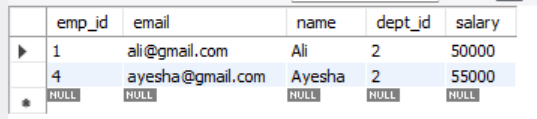 emp_id email name dept_id salary
1 ali@gmail.com Ali 2 50000
4 ayesha@gmail.com Ayesha 2 55000
NULL NULL NULL NULL NULL